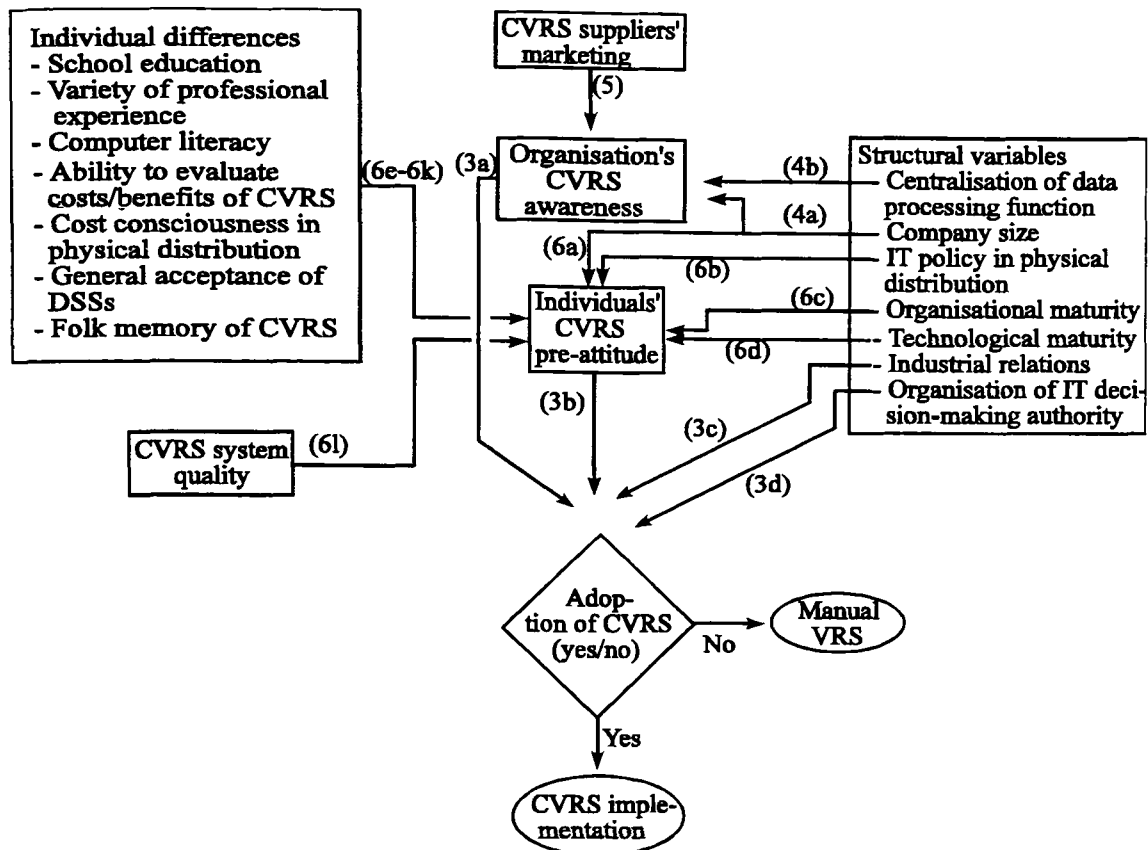 Individual differences
- School education
- Variety of professional
experience
- Computer literacy
- Ability to evaluate
costs/benefits of CVRS
- Cost consciousness in
physical distribution
- General acceptance of
DSSs
- Folk memory of CVRS
CVRS suppliers'
marketing
(5)
(3a)
(6e-6k)
Organisation's
CVRS
awareness
(4b)
(4a)
(6a)
(6b)
Structural variables
- Centralisation of data
processing function
- Company size
- IT policy in physical
distribution
- Organisational maturity
- Technological maturity
- Industrial relations
- Organisation of IT deci-
sion-making authority
Individuals'
CVRS
pre-attitude
(6c)
(6d)
(3b)
(3c)
(3d)
CVRS system
quality
(6l)
Adop-
tion of CVRS
(yes/no)
No
Manual
VRS
Yes
CVRS imple-
mentation